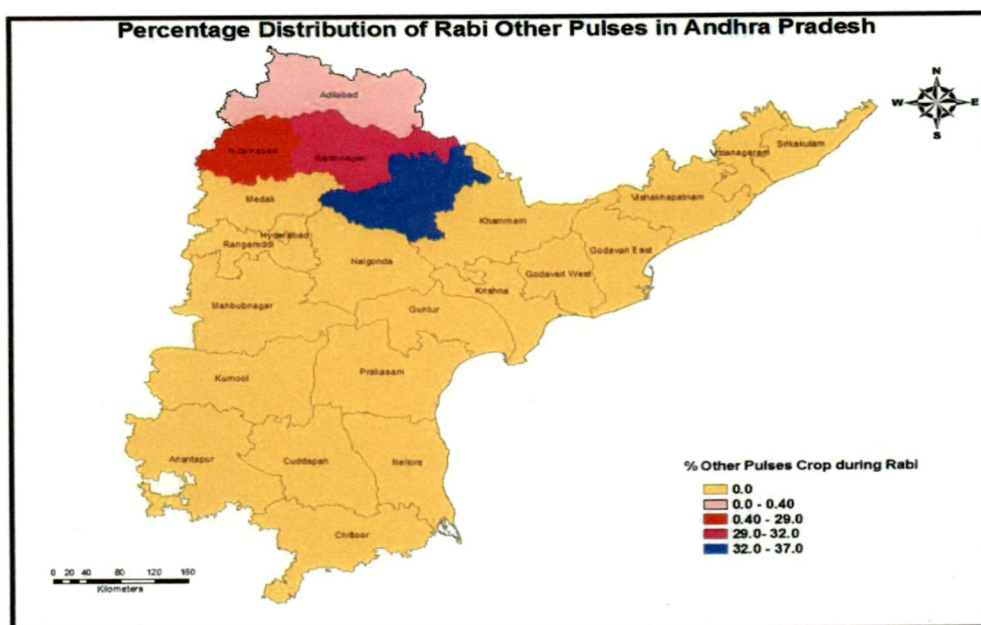 Percentage Distribution of Rabi Other Pulses in Andhra Pradesh
N
W E
S
Adilabad
Nizamabad
Karimnagar
Medak
Hyderabad
Rangareddi
Nalgonda
Khammam
Vizianagaram
Srikakulam
Vishakhapatnam
Godavari East
Godavari West
Krishna
Mahbubnagar
Guntur
Prakasam
Kurnool
Anantapur
Cuddapah
Nellore
Chittoor
% Other Pulses Crop during Rabi
0.0
0.0 - 0.40
0.40 - 29.0
29.0- 32.0
32.0 - 37.0
0 20 40 80 120 160
Kilometers